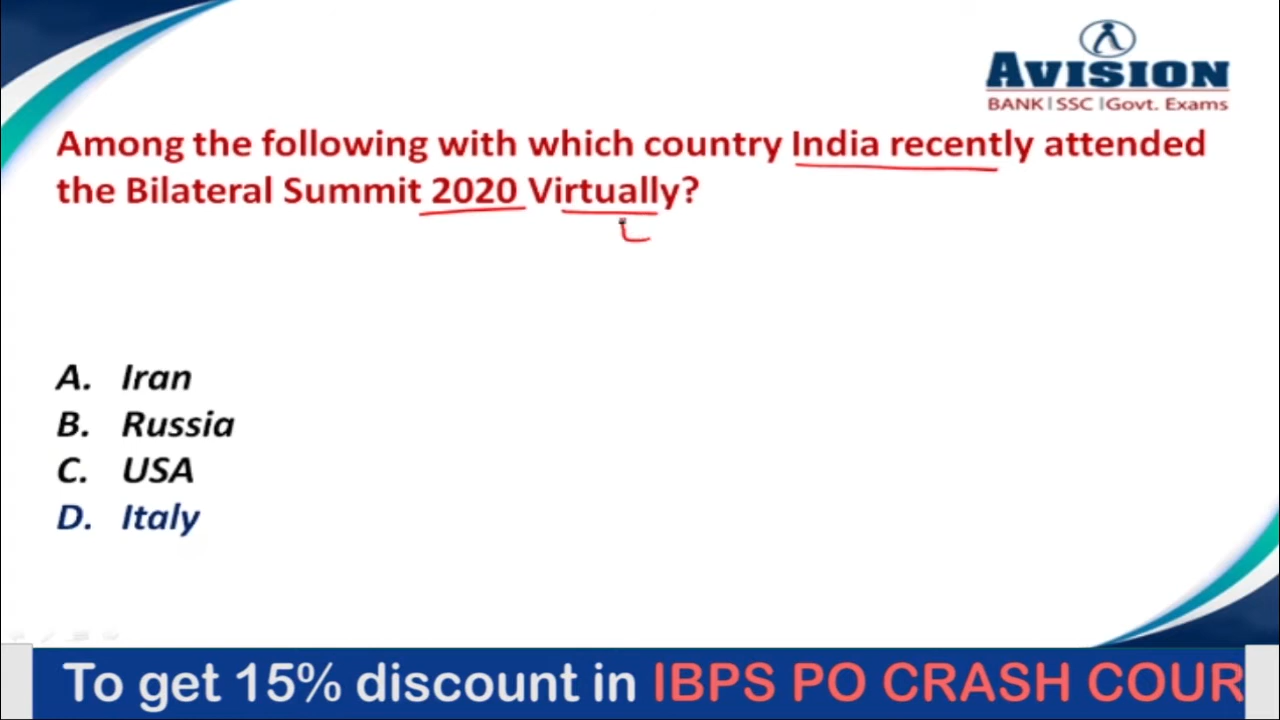 AVISION
BANK | SSC | Govt. Exams
Among the following with which country India recently attended
the Bilateral Summit 2020 Virtually?
A. Iran
B. Russia
C. USA
D. Italy
To get 15% discount in IBPS PO CRASH COUR